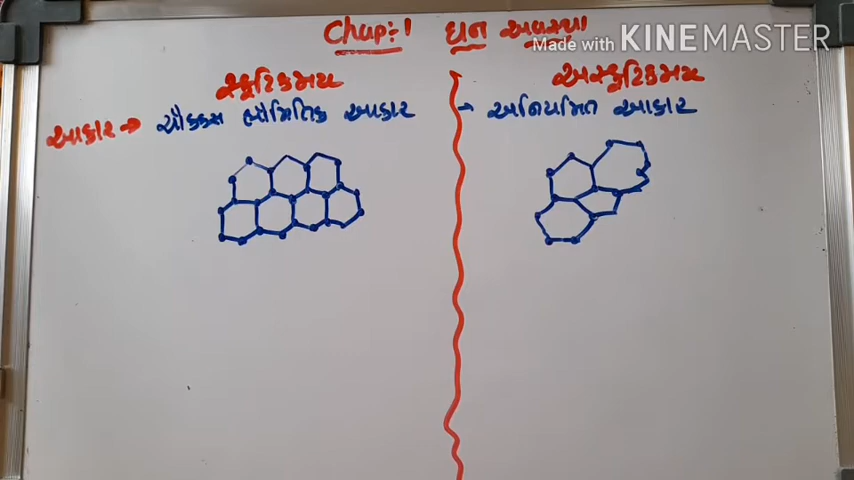 Chap:-1 ઘન અવસ્થા
Made with KINEMASTER
સ્ફટિકમય
અસ્ફટિકમય
આકાર → ચોક્કસ ભૌમિતિક આકાર
→ અનિયમિત આકાર